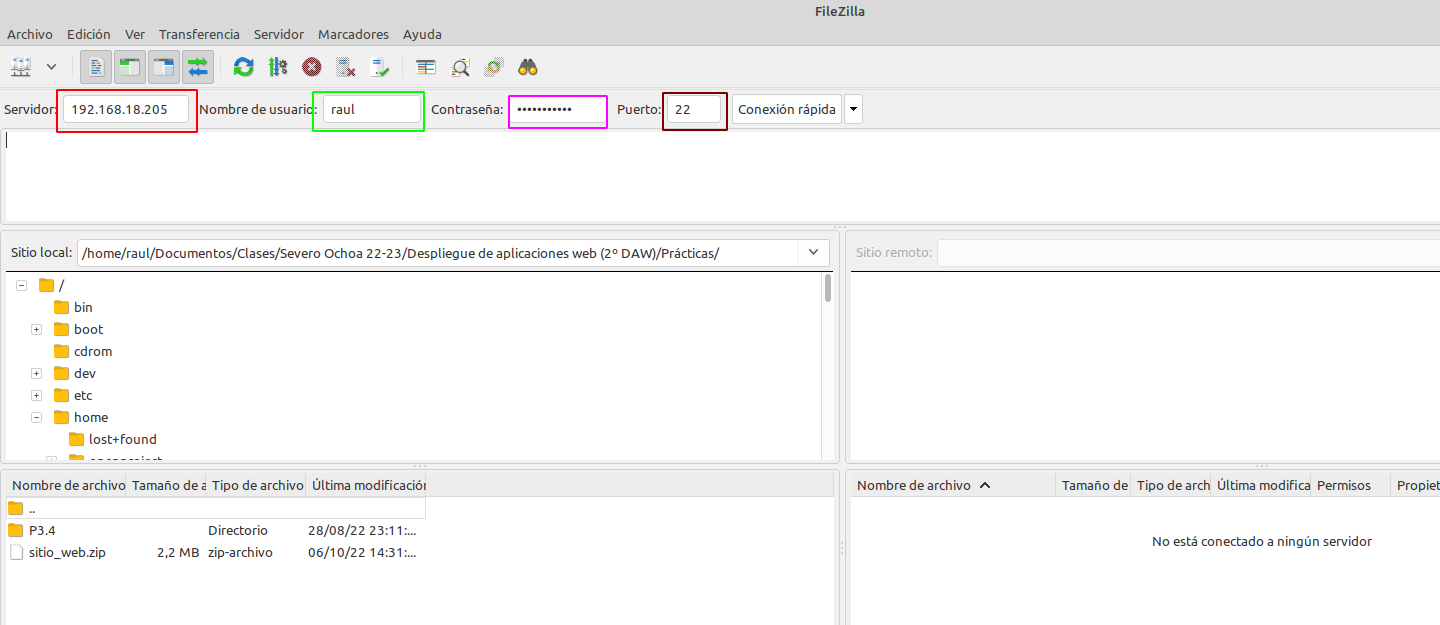 FileZilla
Archivo Edición Ver Transferencia Servidor Marcadores Ayuda
Servidor: 192.168.18.205 Nombre de usuario: raul Contraseña: ••••••••••• Puerto: 22 Conexión rápida
Sitio local: /home/raul/Documentos/Clases/Severo Ochoa 22-23/Despliegue de aplicaciones web (2º DAW)/Prácticas/
/
bin
boot
cdrom
dev
etc
home
lost+found
Nombre de archivo Tamaño de a Tipo de archivo Última modificación
..
P3.4 Directorio 28/08/22 23:11:...
sitio_web.zip 2,2 MB zip-archivo 06/10/22 14:31:...
Sitio remoto:
Nombre de archivo Tamaño de Tipo de arch Última modifica Permisos Propiet
No está conectado a ningún servidor